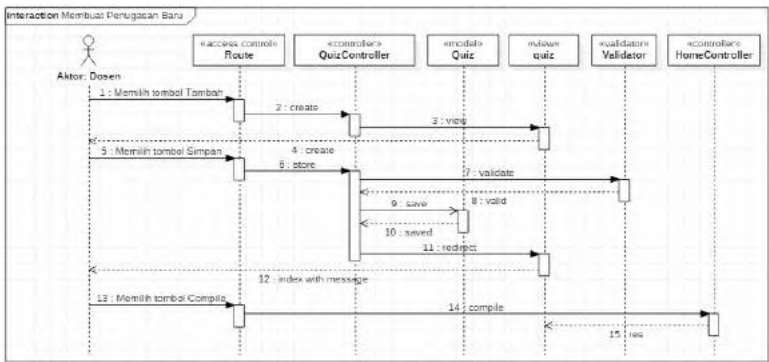 interaction Membuat Penugasan Baru
«access control»
Route
«controller»
QuizController
«model»
Quiz
«view»
quiz
«validator»
Validator
«controller»
HomeController
Aktor: Dosen
1 : Memilih tombol Tambah
2 : create
3 : view
4 : create
5 : Memilih tombol Simpan
6 : store
7 : validate
8 : valid
9 : save
10 : saved
11 : redirect
12 : index with message
13 : Memilih tombol Compile
14 : compile
15 : res